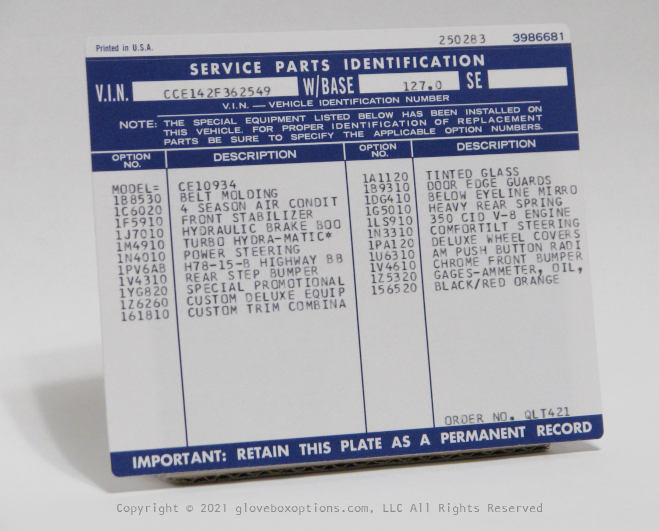 Printed in U.S.A.
250283 3986681
SERVICE PARTS IDENTIFICATION
V.I.N. CCE142F362549 W/BASE 127.0 SE
V.I.N. — VEHICLE IDENTIFICATION NUMBER
NOTE: THE SPECIAL EQUIPMENT LISTED BELOW HAS BEEN INSTALLED ON
THIS VEHICLE. FOR PROPER IDENTIFICATION OF REPLACEMENT
PARTS BE SURE TO SPECIFY THE APPLICABLE OPTION NUMBERS.
OPTION NO. DESCRIPTION
MODEL= CE10934
1B8530 BELT MOLDING
1C6020 4 SEASON AIR CONDIT
1F5910 FRONT STABILIZER
1J7010 HYDRAULIC BRAKE BOO
1M4910 TURBO HYDRA-MATIC*
1N4010 POWER STEERING
1PV6AB H78-15-B HIGHWAY BB
1V4310 REAR STEP BUMPER
1YG820 SPECIAL PROMOTIONAL
1Z6260 CUSTOM DELUXE EQUIP
161810 CUSTOM TRIM COMBINA
OPTION NO. DESCRIPTION
1A1120 TINTED GLASS
1B9310 DOOR EDGE GUARDS
1DG410 BELOW EYELINE MIRRO
1G5010 HEAVY REAR SPRING
1LS910 350 CID V-8 ENGINE
1N3310 COMFORTILT STEERING
1PA120 DELUXE WHEEL COVERS
1U6310 AM PUSH BUTTON RADI
1V4610 CHROME FRONT BUMPER
1Z5320 GAGES-AMMETER, OIL,
156520 BLACK/RED ORANGE
ORDER NO. QLT421
IMPORTANT: RETAIN THIS PLATE AS A PERMANENT RECORD
Copyright © 2021 gloveboxoptions.com, LLC All Rights Reserved